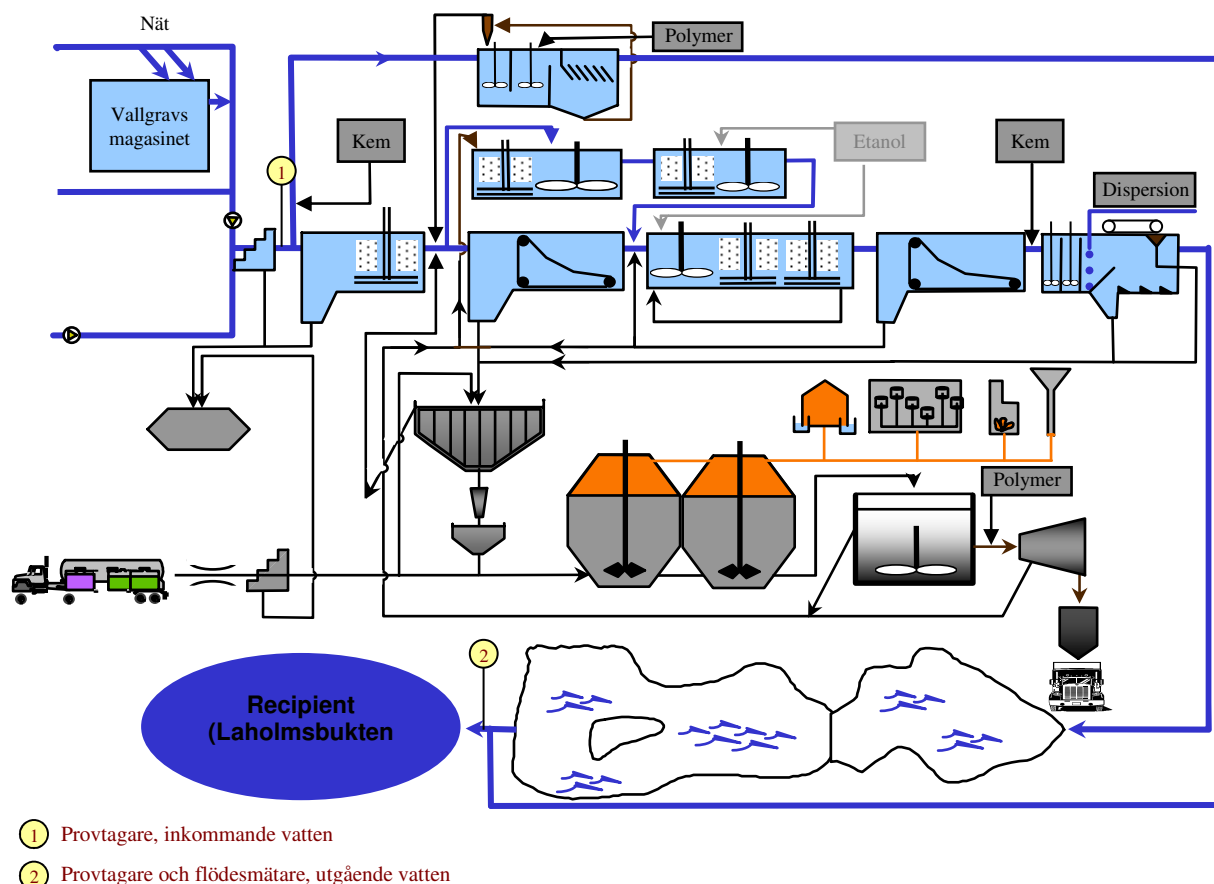 Nät
Polymer
Vallgravs
magasinet
Kem
Etanol
Kem
1
Dispersion
Polymer
2
Recipient
(Laholmsbukten
1 Provtagare, inkommande vatten
2 Provtagare och flödesmätare, utgående vatten